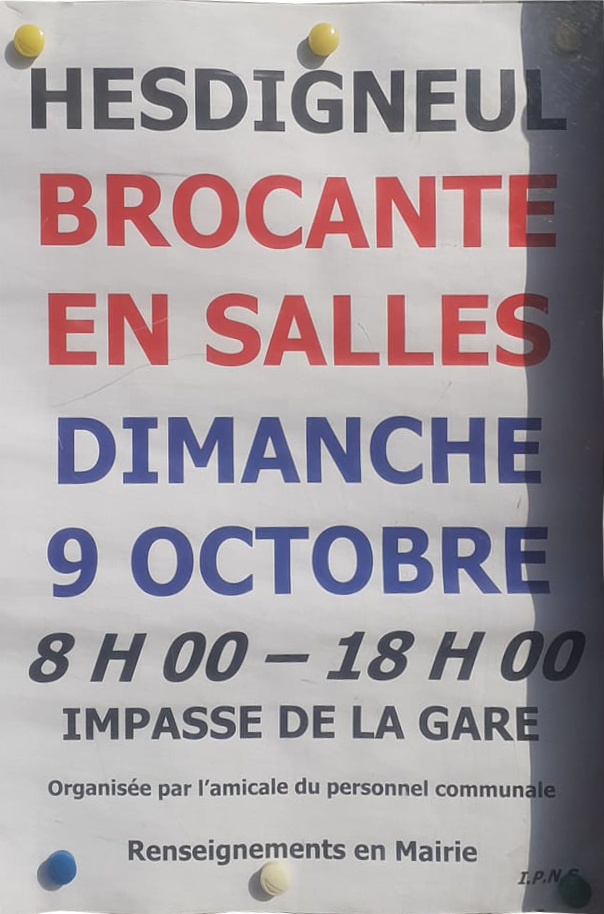 HESDIGNEUL
BROCANTE
EN SALLES
DIMANCHE
9 OCTOBRE
8 H 00 – 18 H 00
IMPASSE DE LA GARE
Organisée par l'amicale du personnel communale
Renseignements en Mairie